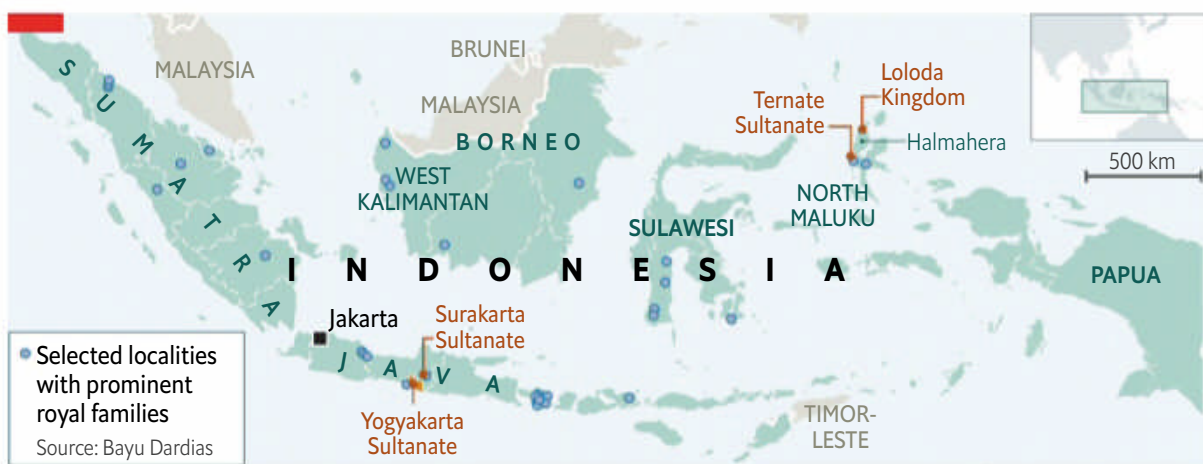 BRUNEI
MALAYSIA
MALAYSIA
SUMATRA
BORNEO
WEST
KALIMANTAN
Ternate
Sultanate
Loloda
Kingdom
Halmahera
500 km
NORTH
MALUKU
SULAWESI
INDONESIA
PAPUA
Jakarta
Surakarta
Sultanate
JAVA
Yogyakarta
Sultanate
TIMOR-
LESTE
Selected localities
with prominent
royal families
Source: Bayu Dardias